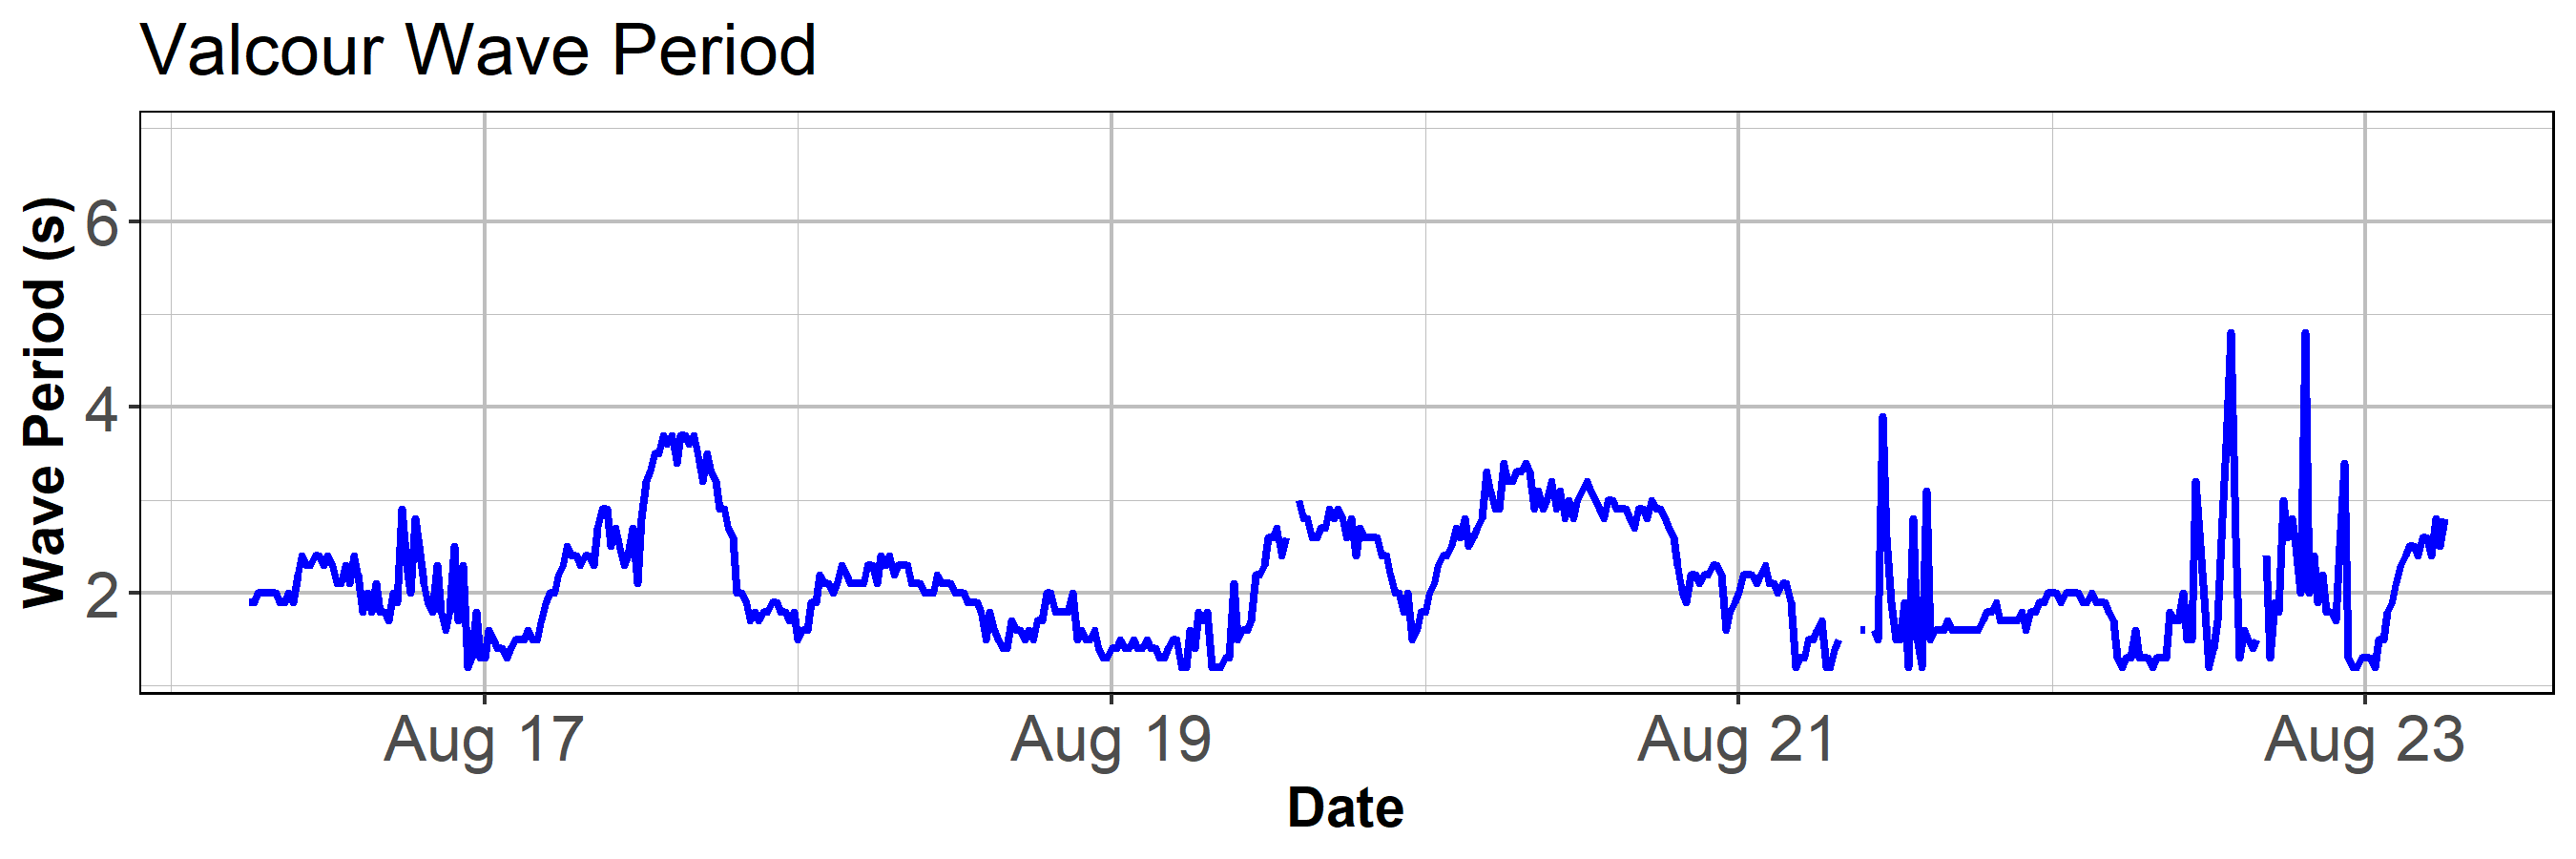 Valcour Wave Period
Wave Period (s)
6
4
2
Aug 17
Aug 19
Aug 21
Aug 23
Date